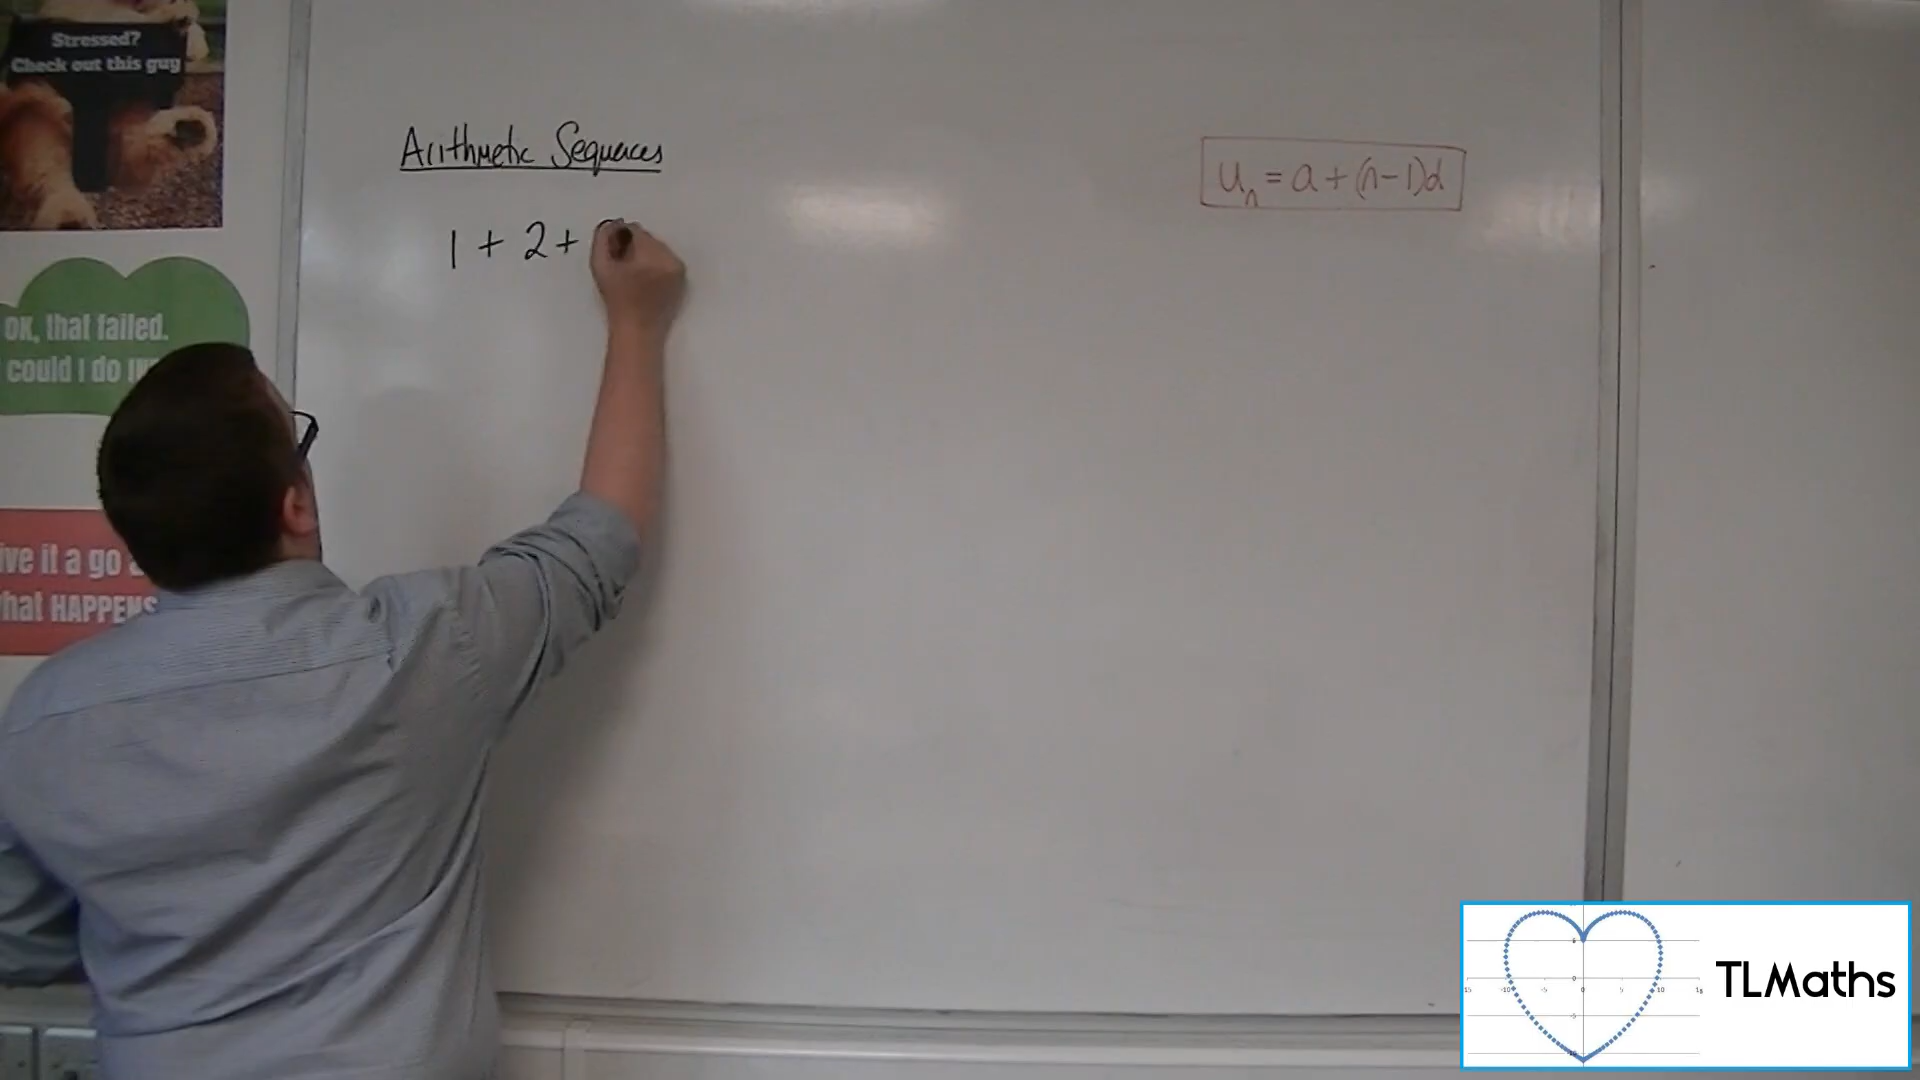 Stressed?
Check out this guy
Arithmetic Sequences
1 + 2 +
Un = a + (n-1)d
OK, that failed.
could I do
ive it a go
hat HAPPENS
TLMaths